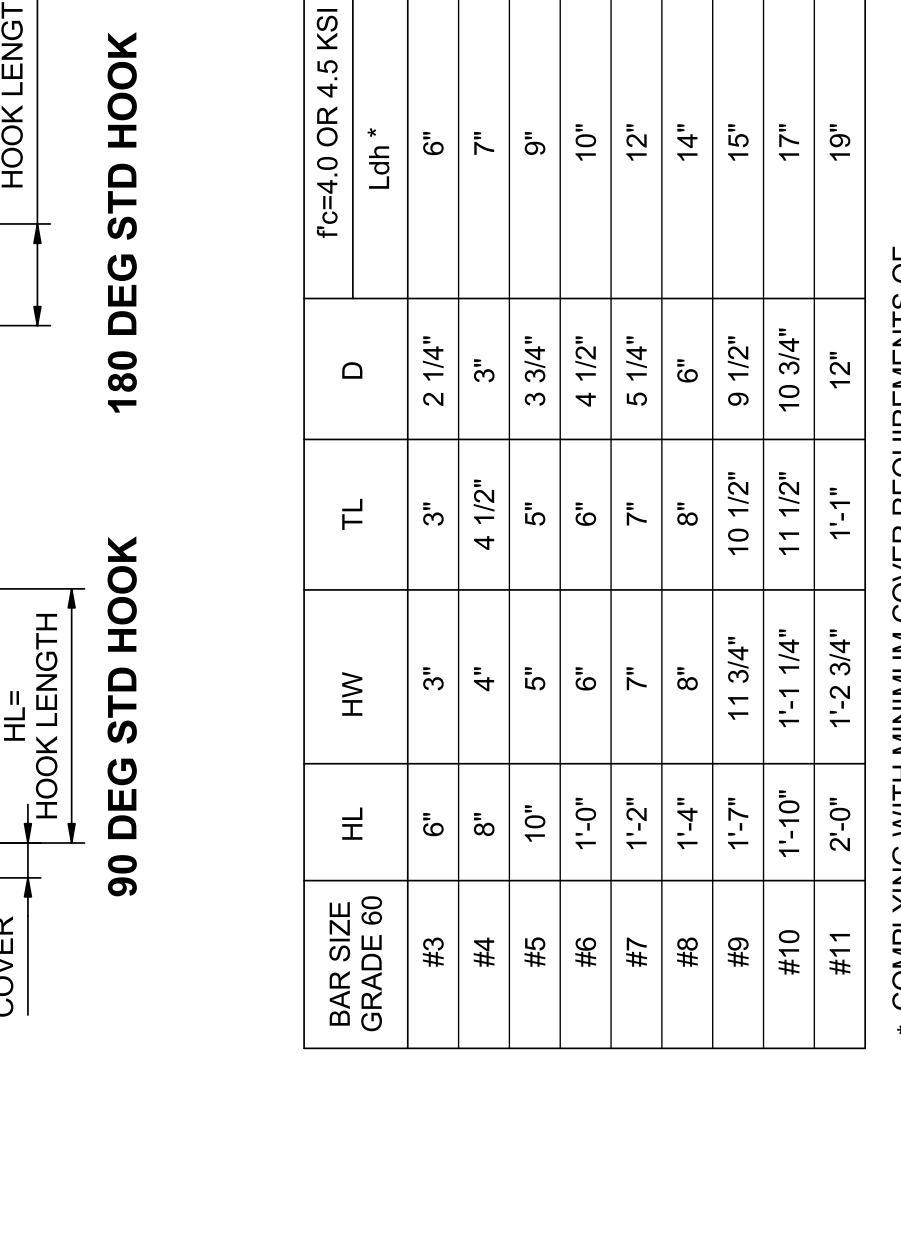 HOOK LENGT
180 DEG STD HOOK
COVER
HL=
HOOK LENGTH
90 DEG STD HOOK
BAR SIZE GRADE 60 HL HW TL D f'c=4.0 OR 4.5 KSI
Ldh *
#3 6" 3" 3" 2 1/4" 6"
#4 8" 4" 4 1/2" 3" 7"
#5 10" 5" 5" 3 3/4" 9"
#6 1'-0" 6" 6" 4 1/2" 10"
#7 1'-2" 7" 7" 5 1/4" 12"
#8 1'-4" 8" 8" 6" 14"
#9 1'-7" 11 3/4" 10 1/2" 9 1/2" 15"
#10 1'-10" 1'-1 1/4" 11 1/2" 10 3/4" 17"
#11 2'-0" 1'-2 3/4" 1'-1" 12" 19"
* COMPLYING WITH MINIMUM COVER REQUIREMENTS OF